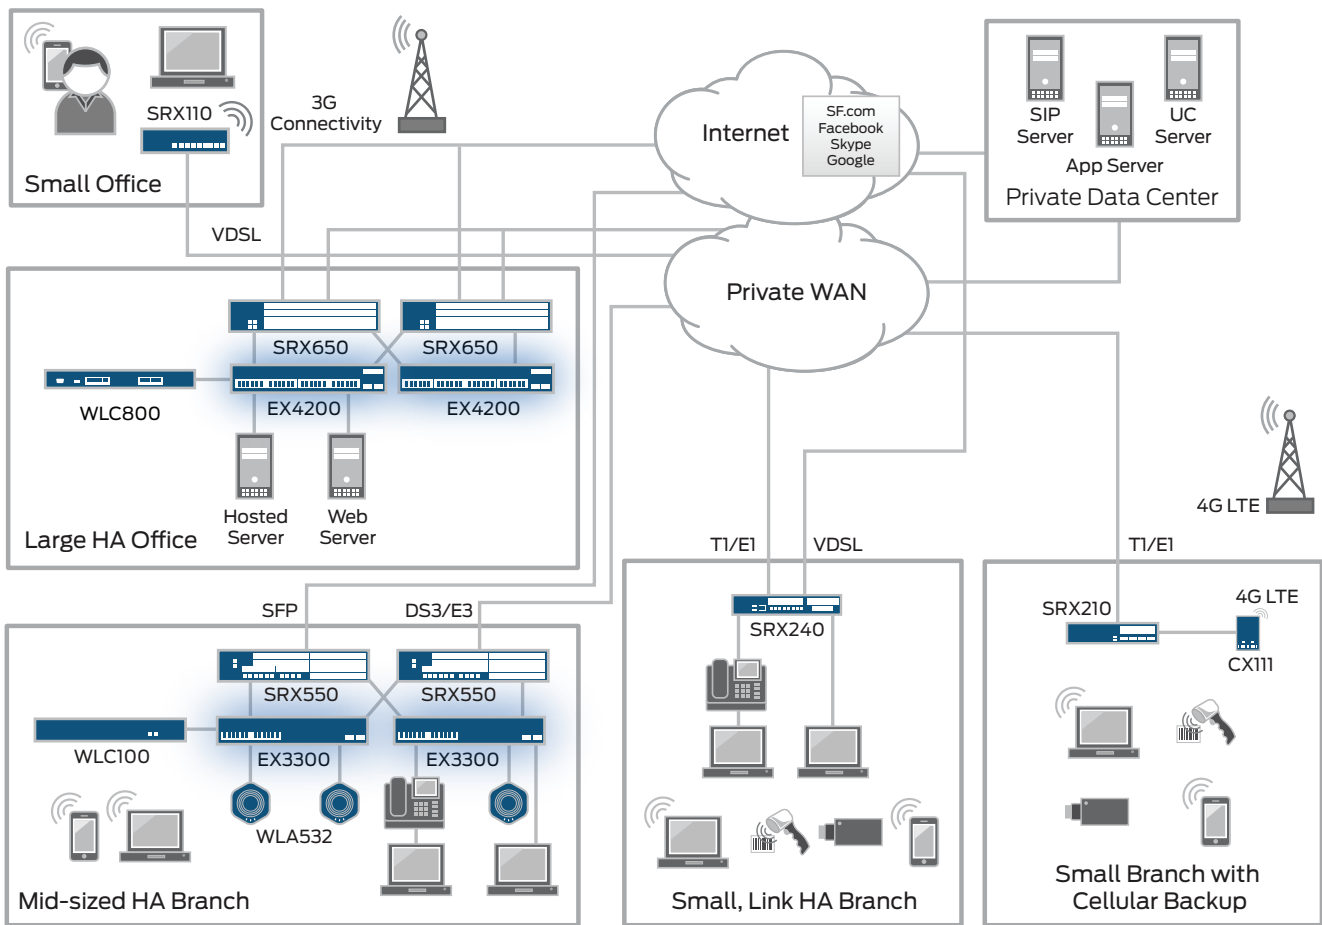 SRX110
Small Office
3G
Connectivity
VDSL
Internet
SF.com
Facebook
Skype
Google
SIP
Server
UC
Server
App Server
Private Data Center
Private WAN
SRX650
SRX650
WLC800
EX4200
EX4200
Hosted
Server
Web
Server
Large HA Office
4G LTE
SFP
DS3/E3
T1/E1
VDSL
T1/E1
SRX550
SRX550
WLC100
EX3300
EX3300
WLA532
Mid-sized HA Branch
SRX240
Small, Link HA Branch
SRX210
4G LTE
CX111
Small Branch with
Cellular Backup